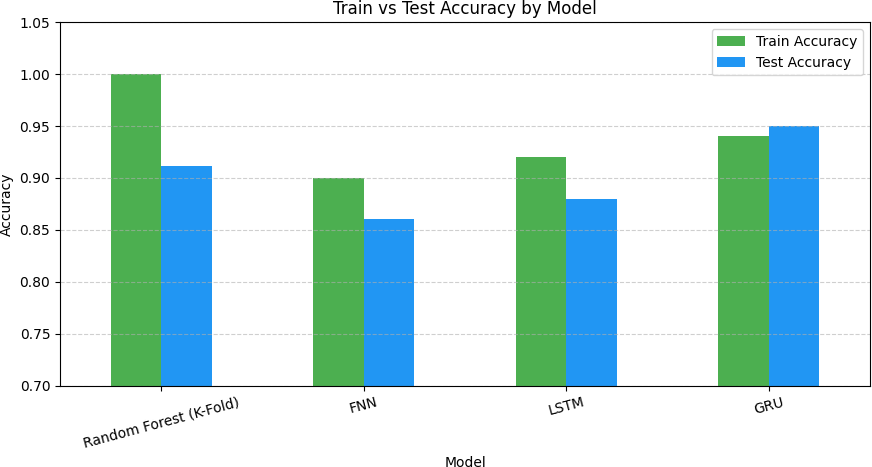 Train vs Test Accuracy by Model
1.05
1.00
0.95
0.90
0.85
0.80
0.75
0.70
Accuracy
Train Accuracy
Test Accuracy
Random Forest (K-Fold)
FNN
LSTM
GRU
Model